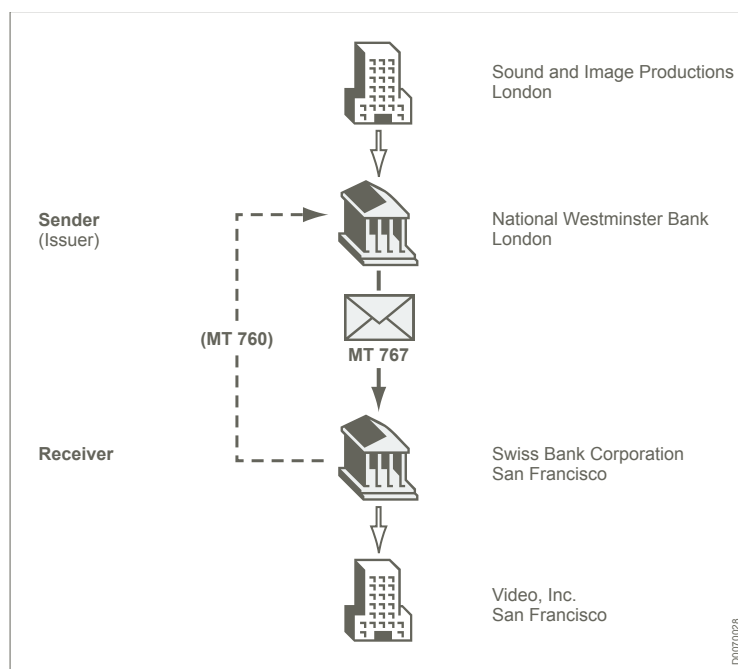 Sound and Image Productions
London
Sender
(Issuer)
National Westminster Bank
London
(MT 760)
MT 767
Receiver
Swiss Bank Corporation
San Francisco
Video, Inc.
San Francisco
D0070028